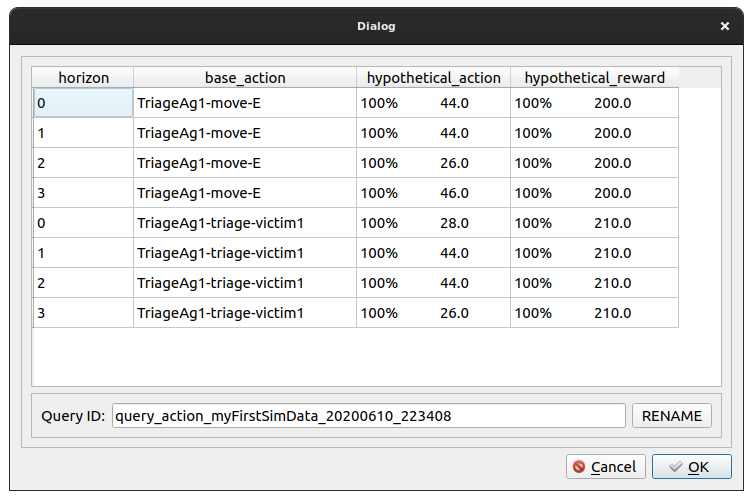 Dialog
horizon base_action hypothetical_action hypothetical_reward
0 TriageAg1-move-E 100% 44.0 100% 200.0
1 TriageAg1-move-E 100% 44.0 100% 200.0
2 TriageAg1-move-E 100% 26.0 100% 200.0
3 TriageAg1-move-E 100% 46.0 100% 200.0
0 TriageAg1-triage-victim1 100% 28.0 100% 210.0
1 TriageAg1-triage-victim1 100% 44.0 100% 210.0
2 TriageAg1-triage-victim1 100% 44.0 100% 210.0
3 TriageAg1-triage-victim1 100% 26.0 100% 210.0
Query ID: query_action_myFirstSimData_20200610_223408 RENAME
Cancel OK